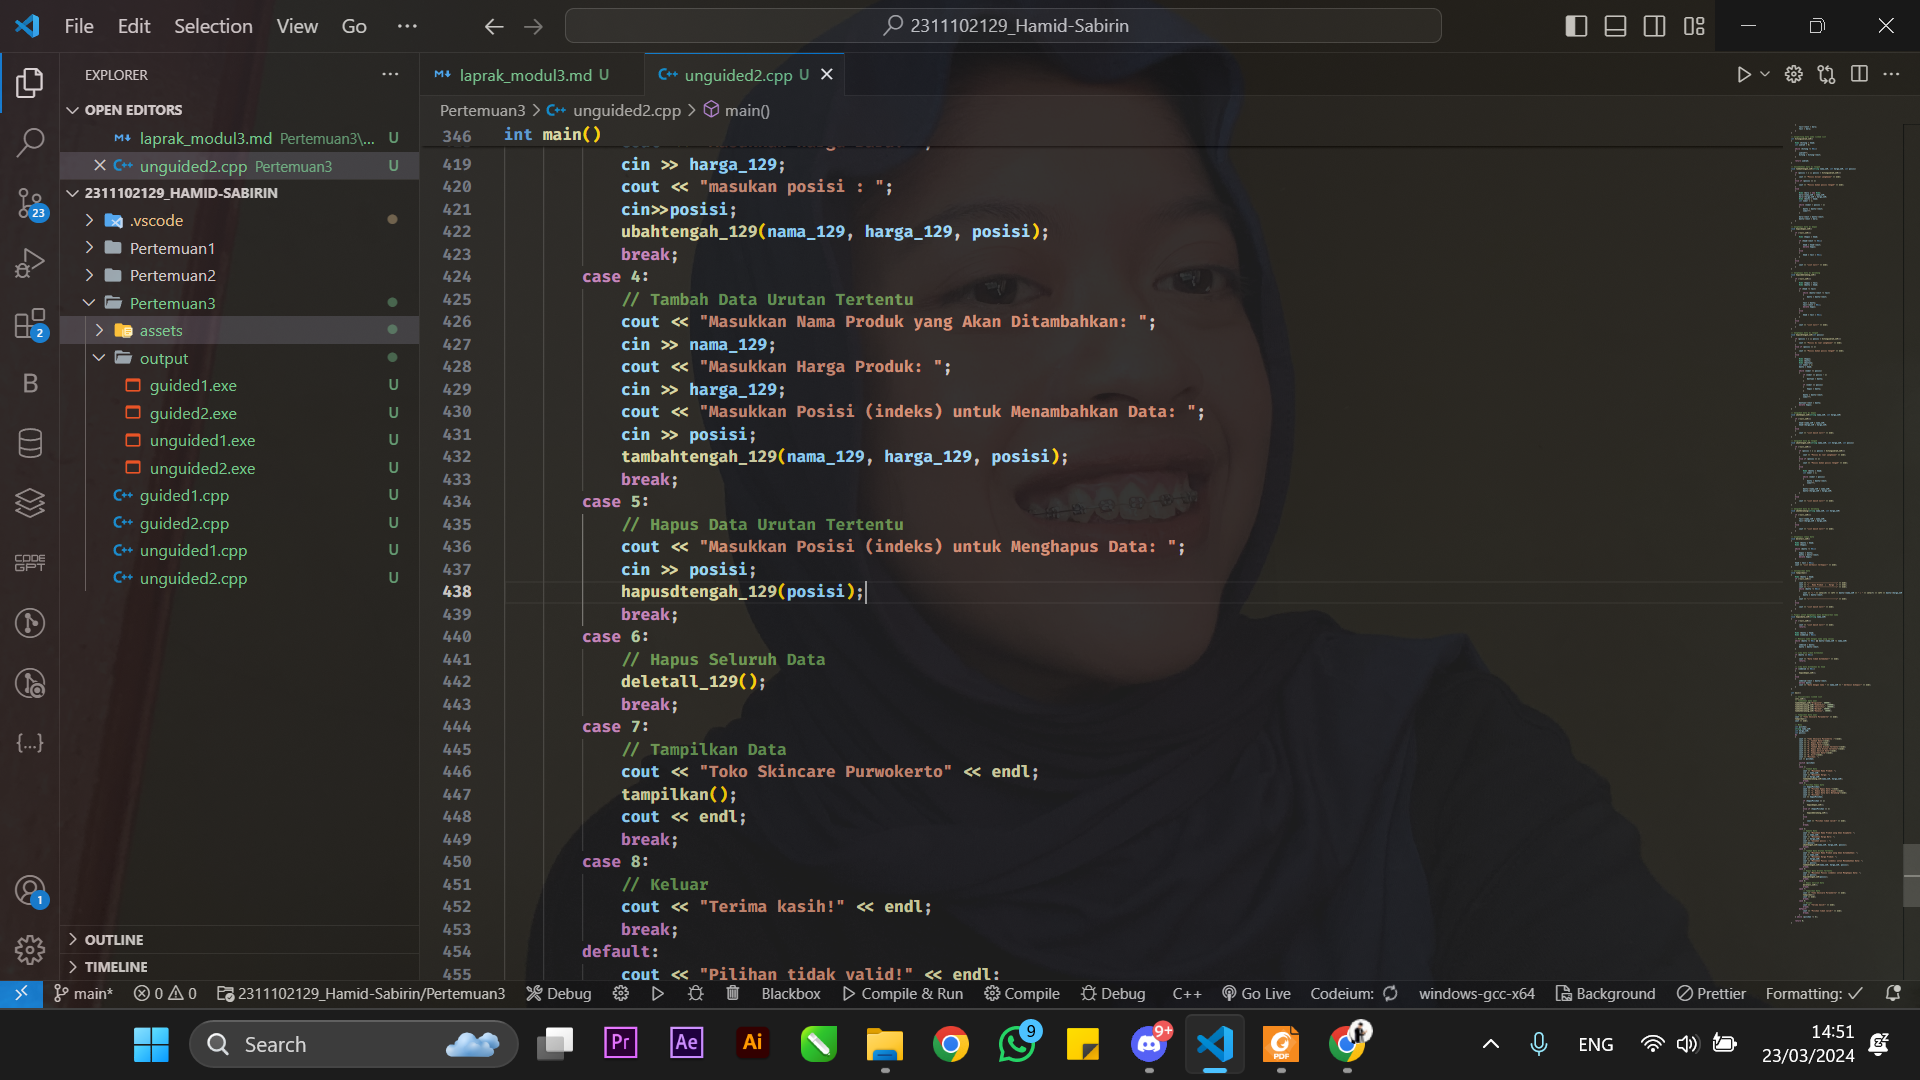 File Edit Selection View Go ··· 2311102129_Hamid-Sabirin
EXPLORER
OPEN EDITORS
laprak_modul3.md Pertemuan3\... U
unguided2.cpp Pertemuan3 U
2311102129_HAMID-SABIRIN
.vscode
Pertemuan1
Pertemuan2
Pertemuan3
assets
output
guided1.exe U
guided2.exe U
unguided1.exe U
unguided2.exe U
guided1.cpp U
guided2.cpp U
unguided1.cpp U
unguided2.cpp U
OUTLINE
TIMELINE
23
2
B
CODE GPT
{...}
1
laprak_modul3.md U unguided2.cpp U
Pertemuan3 > unguided2.cpp > main()
346 int main()
419 cin >> harga_129;
420 cout << "masukan posisi : ";
421 cin>>posisi;
422 ubahtengah_129(nama_129, harga_129, posisi);
423 break;
424 case 4:
425 // Tambah Data Urutan Tertentu
426 cout << "Masukkan Nama Produk yang Akan Ditambahkan: ";
427 cin >> nama_129;
428 cout << "Masukkan Harga Produk: ";
429 cin >> harga_129;
430 cout << "Masukkan Posisi (indeks) untuk Menambahkan Data: ";
431 cin >> posisi;
432 tambahtengah_129(nama_129, harga_129, posisi);
433 break;
434 case 5:
435 // Hapus Data Urutan Tertentu
436 cout << "Masukkan Posisi (indeks) untuk Menghapus Data: ";
437 cin >> posisi;
438 hapusdtengah_129(posisi);
439 break;
440 case 6:
441 // Hapus Seluruh Data
442 deletall_129();
443 break;
444 case 7:
445 // Tampilkan Data
446 cout << "Toko Skincare Purwokerto" << endl;
447 tampilkan();
448 cout << endl;
449 break;
450 case 8:
451 // Keluar
452 cout << "Terima kasih!" << endl;
453 break;
454 default:
455 cout << "Pilihan tidak valid!" << endl;
main* 0 0 2311102129_Hamid-Sabirin/Pertemuan3 Debug Blackbox Compile & Run Compile Debug C++ Go Live Codeium: windows-gcc-x64 Background Prettier Formatting:
Search Pr Ae Ai 9 9+ PDF ENG 14:51
23/03/2024